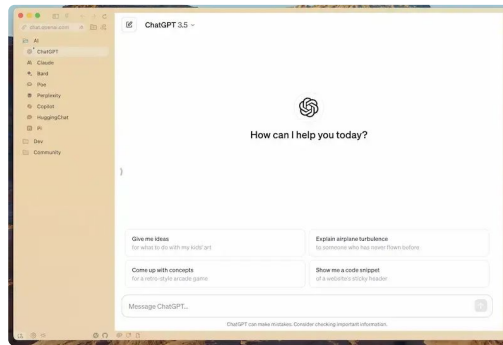 AI
ChatGPT
Claude
Bard
Poe
Perplexity
Copilot
HuggingChat
Pi
Dev
Community
ChatGPT 3.5
How can I help you today?
Give me ideas
for what to do with my kids' art
Explain airplane turbulence
to someone who has never flown before
Come up with concepts
for a retro-style arcade game
Show me a code snippet
of a website's sticky header
Message ChatGPT...
ChatGPT can make mistakes. Consider checking important information.